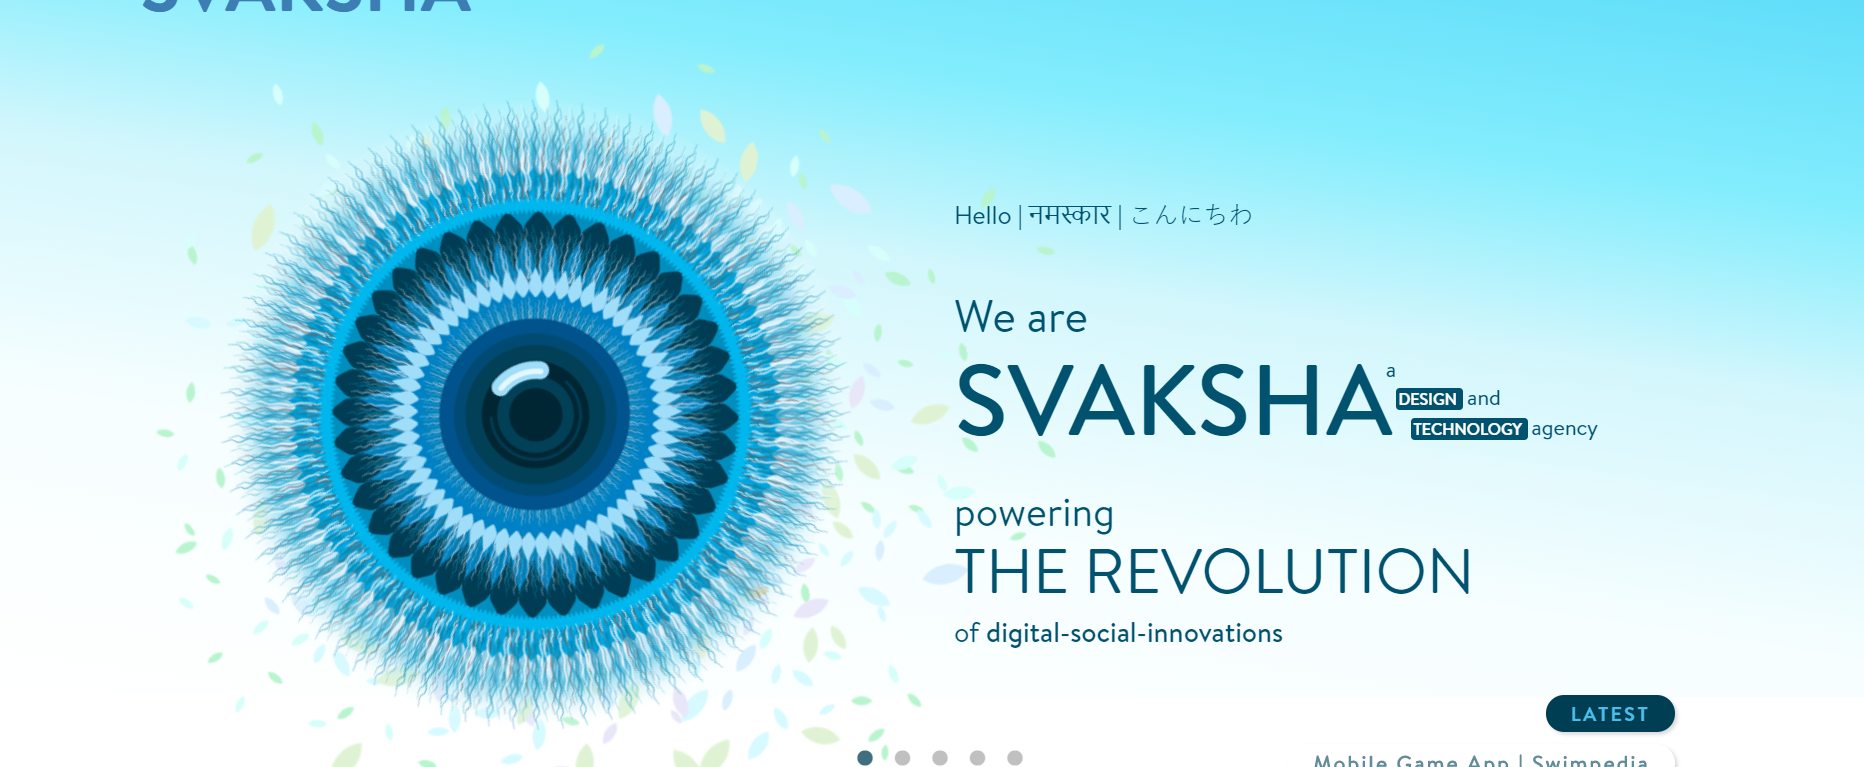 SVAKSHA
Hello | नमस्कार | こんにちわ
We are
SVAKSHA a
DESIGN and
TECHNOLOGY agency
powering
THE REVOLUTION
of digital-social-innovations
LATEST
Mobile Game App | Swimpedia